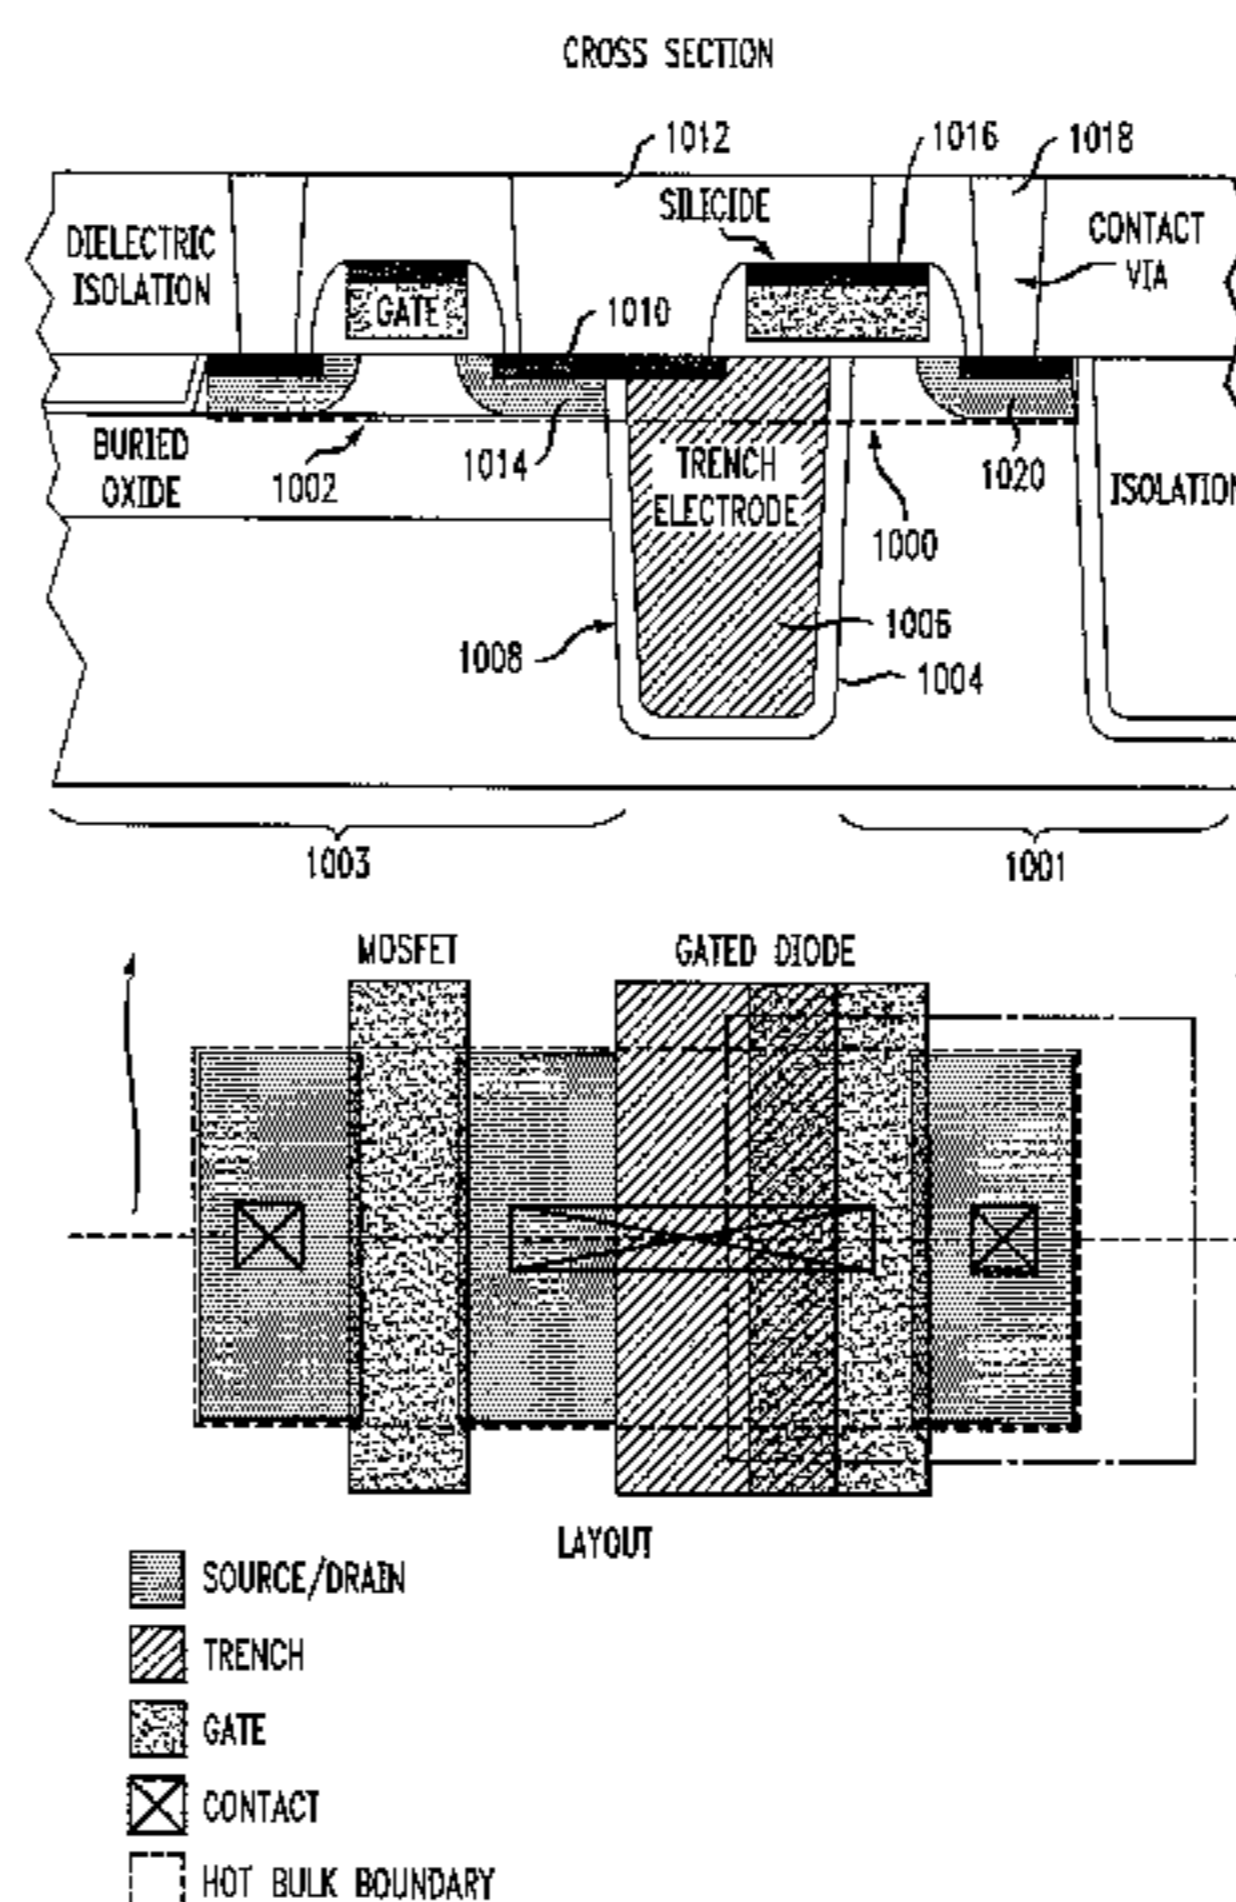 CROSS SECTION
1012
1016
1018
SILICIDE
DIELECTRIC
ISOLATION
CONTACT
VIA
GATE
1010
BURIED
OXIDE
1002
1014
TRENCH
ELECTRODE
1020
ISOLATION
1000
1006
1008
1004
1003
1001
MOSFET
GATED DIODE
LAYOUT
SOURCE/DRAIN
TRENCH
GATE
CONTACT
HOT BULK BOUNDARY